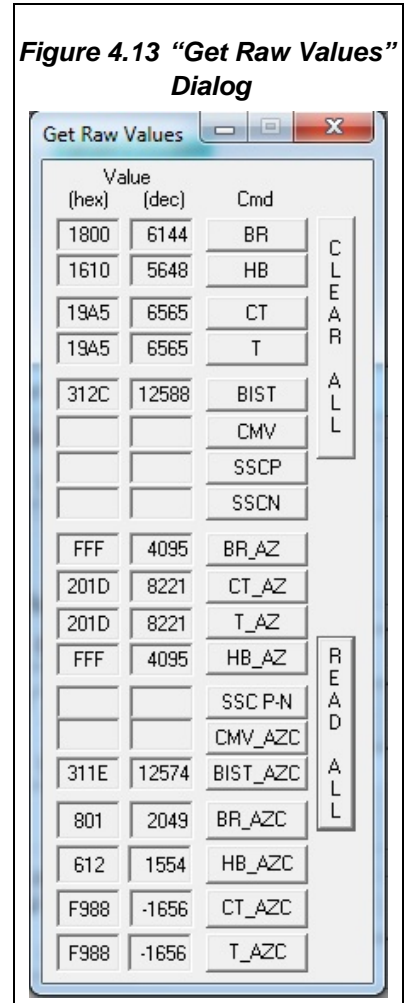 Figure 4.13 “Get Raw Values”
Dialog
Get Raw Values
Value
(hex) (dec) Cmd
1800 6144 BR
1610 5648 HB
19A5 6565 CT
19A5 6565 T
CLEAR ALL
312C 12588 BIST
CMV
SSCP
SSCN
FFF 4095 BR_AZ
201D 8221 CT_AZ
201D 8221 T_AZ
FFF 4095 HB_AZ
SSC P-N
CMV_AZC
311E 12574 BIST_AZC
READ ALL
801 2049 BR_AZC
612 1554 HB_AZC
F988 -1656 CT_AZC
F988 -1656 T_AZC